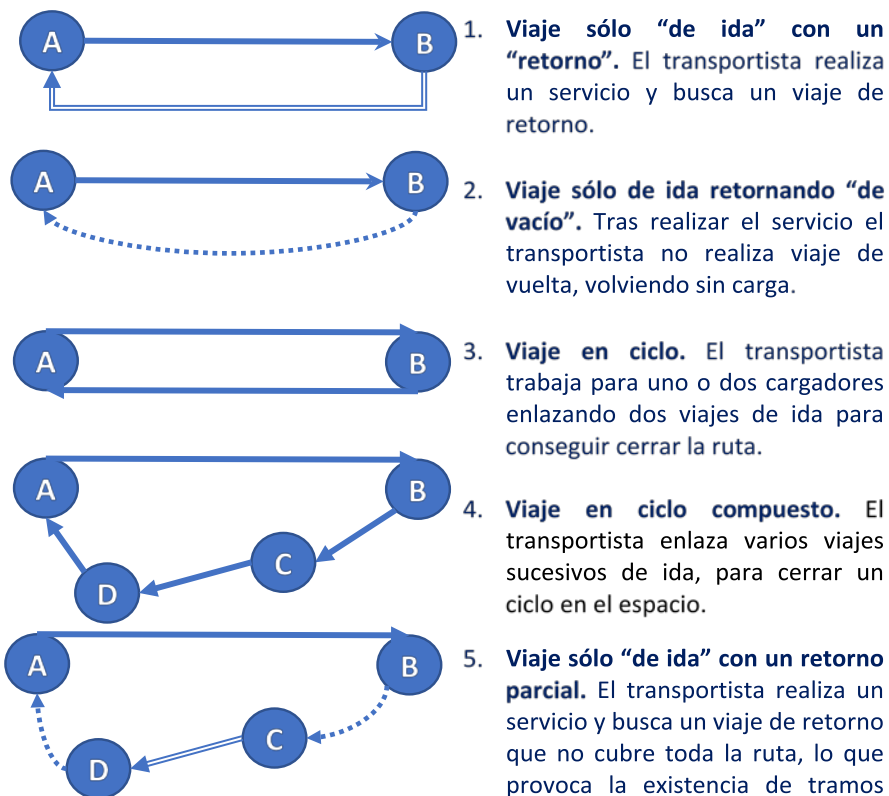 A
B
1. Viaje sólo “de ida” con un
“retorno”. El transportista realiza
un servicio y busca un viaje de
retorno.
A
B
2. Viaje sólo de ida retornando “de
vacío”. Tras realizar el servicio el
transportista no realiza viaje de
vuelta, volviendo sin carga.
A
B
3. Viaje en ciclo. El transportista
trabaja para uno o dos cargadores
enlazando dos viajes de ida para
conseguir cerrar la ruta.
A
B
C
D
4. Viaje en ciclo compuesto. El
transportista enlaza varios viajes
sucesivos de ida, para cerrar un
ciclo en el espacio.
A
B
C
D
5. Viaje sólo “de ida” con un retorno
parcial. El transportista realiza un
servicio y busca un viaje de retorno
que no cubre toda la ruta, lo que
provoca la existencia de tramos